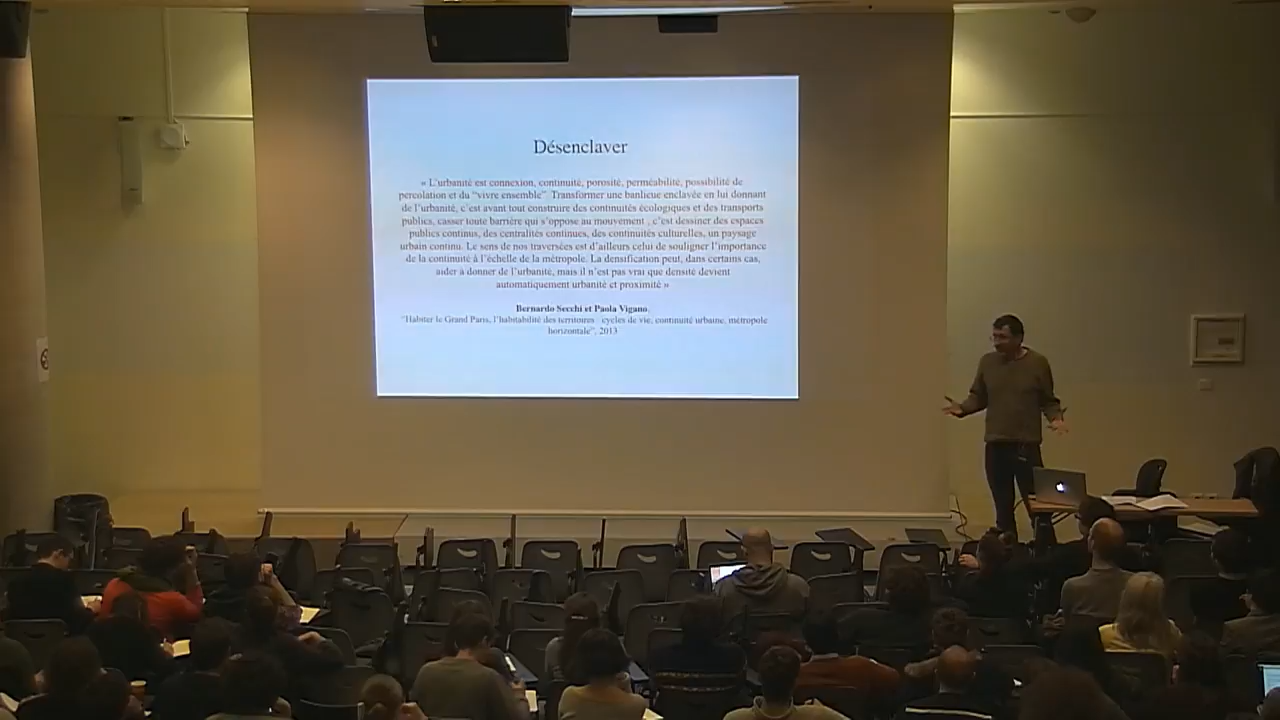 Désenclaver
« L'urbanité est connexion, continuité, porosité, perméabilité, possibilité de
percolation et du "vivre ensemble". Transformer une banlieue enclavée en lui donnant
de l'urbanité, c'est avant tout construire des continuités écologiques et des transports
publics, casser toute barrière qui s'oppose au mouvement ; c'est dessiner des espaces
publics continus, des centralités continues, des continuités culturelles, un paysage
urbain continu. Le sens de nos traversées est d'ailleurs celui de souligner l'importance
de la continuité à l'échelle de la métropole. La densification peut, dans certains cas,
aider à donner de l'urbanité, mais il n'est pas vrai que densité devient
automatiquement urbanité et proximité »
Bernardo Secchi et Paola Vigano,
"Habiter le Grand Paris, l'habitabilité des territoires : cycles de vie, continuité urbaine, métropole
horizontale", 2013